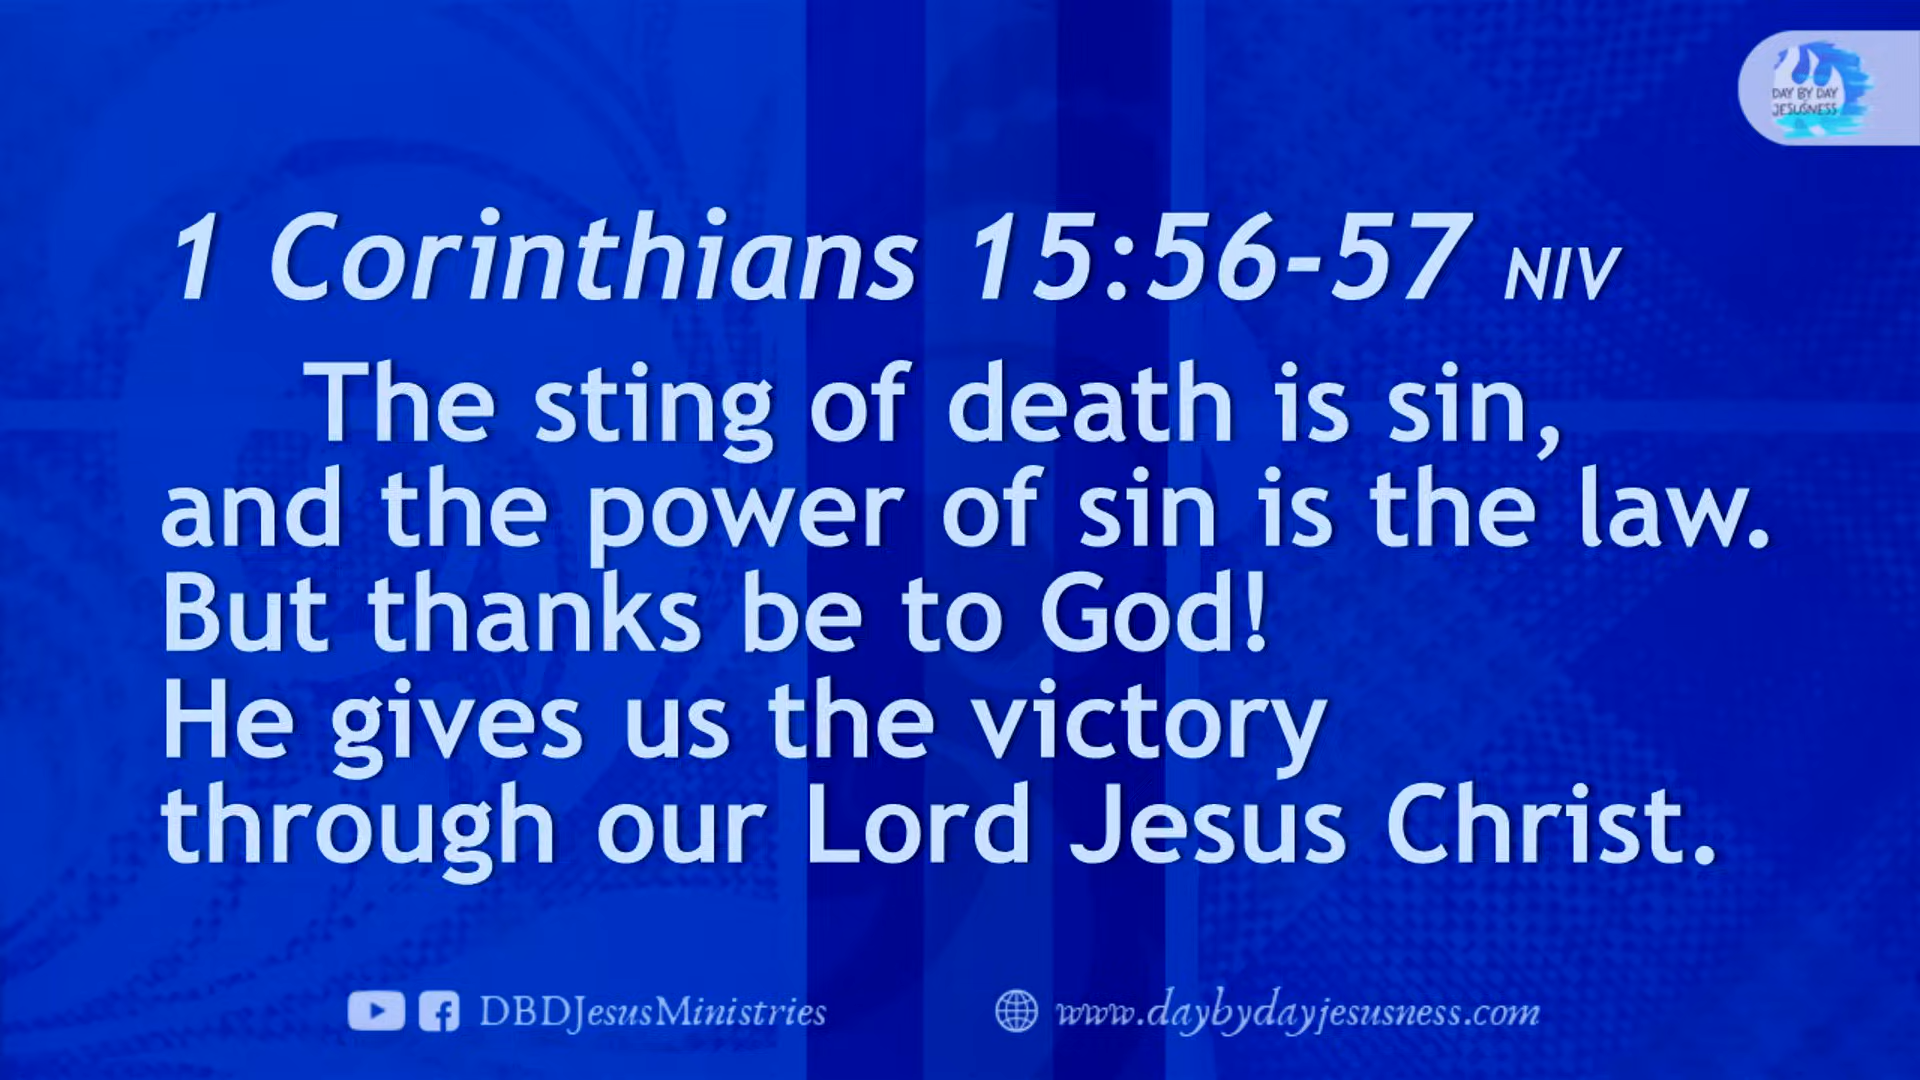 DAY BY DAY
JESUSNESS
1 Corinthians 15:56-57 NIV
The sting of death is sin,
and the power of sin is the law.
But thanks be to God!
He gives us the victory
through our Lord Jesus Christ.
DBDJesusMinistries
www.daybydayjesusness.com